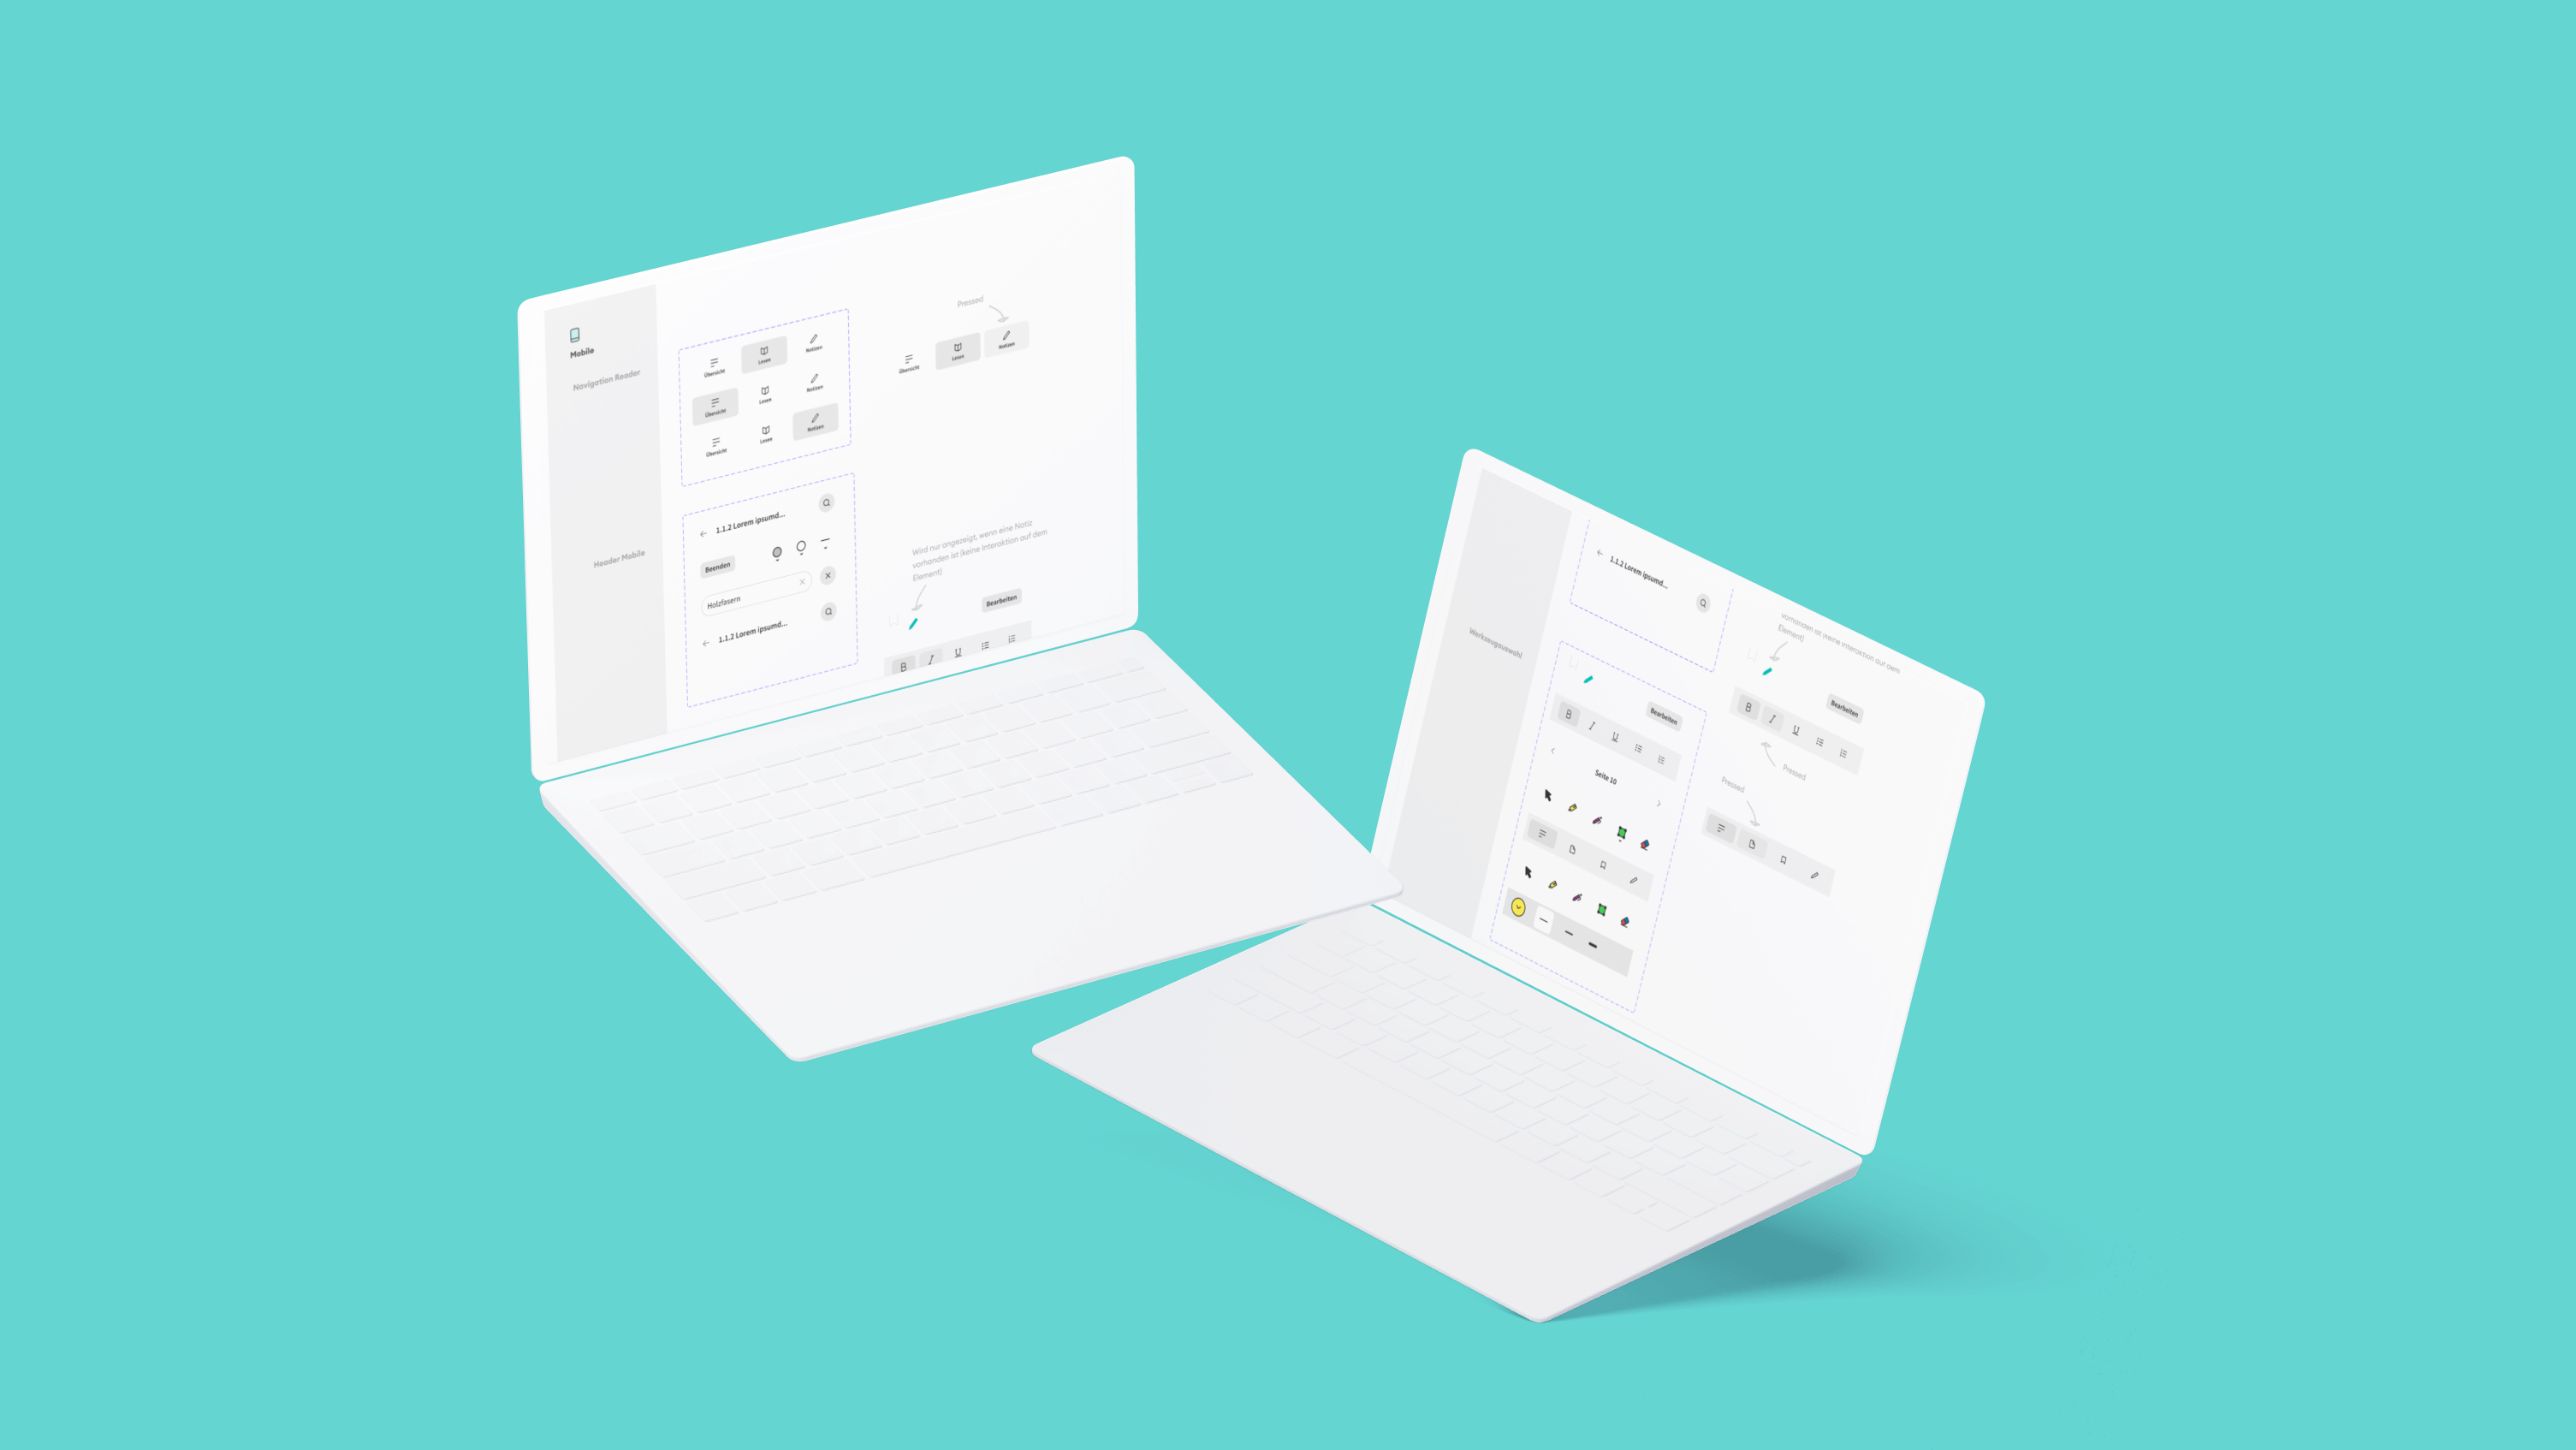 Mobile
Navigation Reader
Header Mobile
Übersicht
Lesen
Notizen
Übersicht
Lesen
Notizen
Übersicht
Lesen
Notizen
1.1.2 Lorem ipsumd...
Beenden
Holzfasern
1.1.2 Lorem ipsumd...
Pressed
Übersicht
Lesen
Notizen
Wird nur angezeigt, wenn eine Notiz
vorhanden ist (keine Interaktion auf dem
Element)
Bearbeiten
B I U
Werkzeugsauswahl
1.1.2 Lorem ipsumd...
Bearbeiten
B I U
Seite 10
vorhanden ist (keine Interaktion auf dem
Element)
Bearbeiten
B I U
Pressed
Pressed